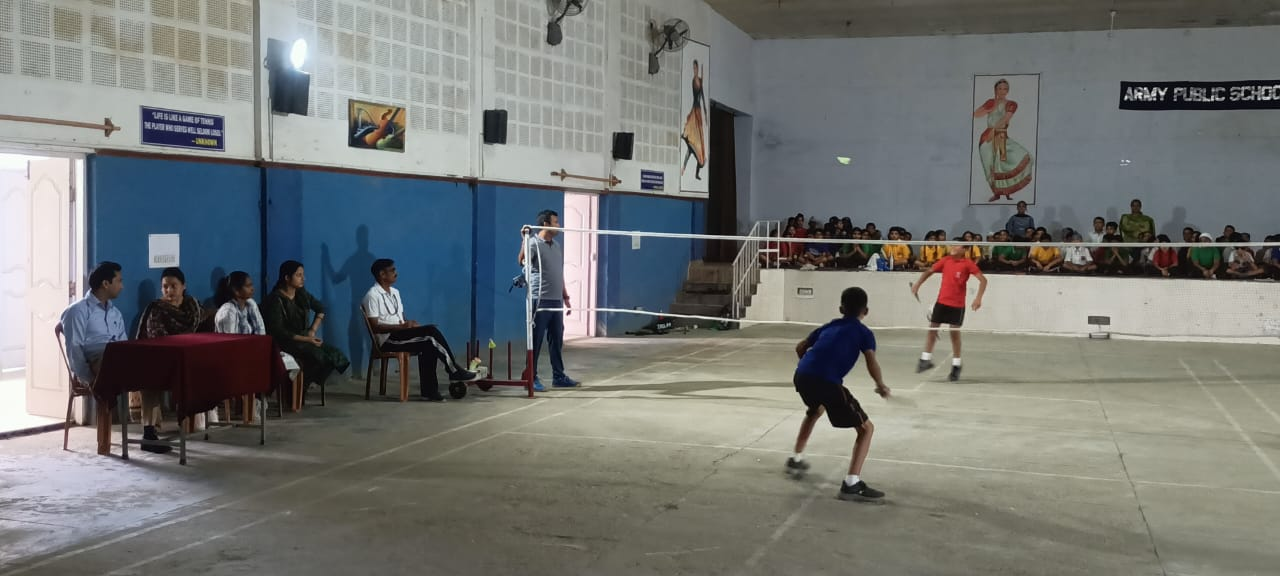 "LIFE IS LIKE A GAME OF TENNIS
THE PLAYER WHO SERVES WELL SELDOM LOSES."
– UNKNOWN
ARMY PUBLIC SCHOO